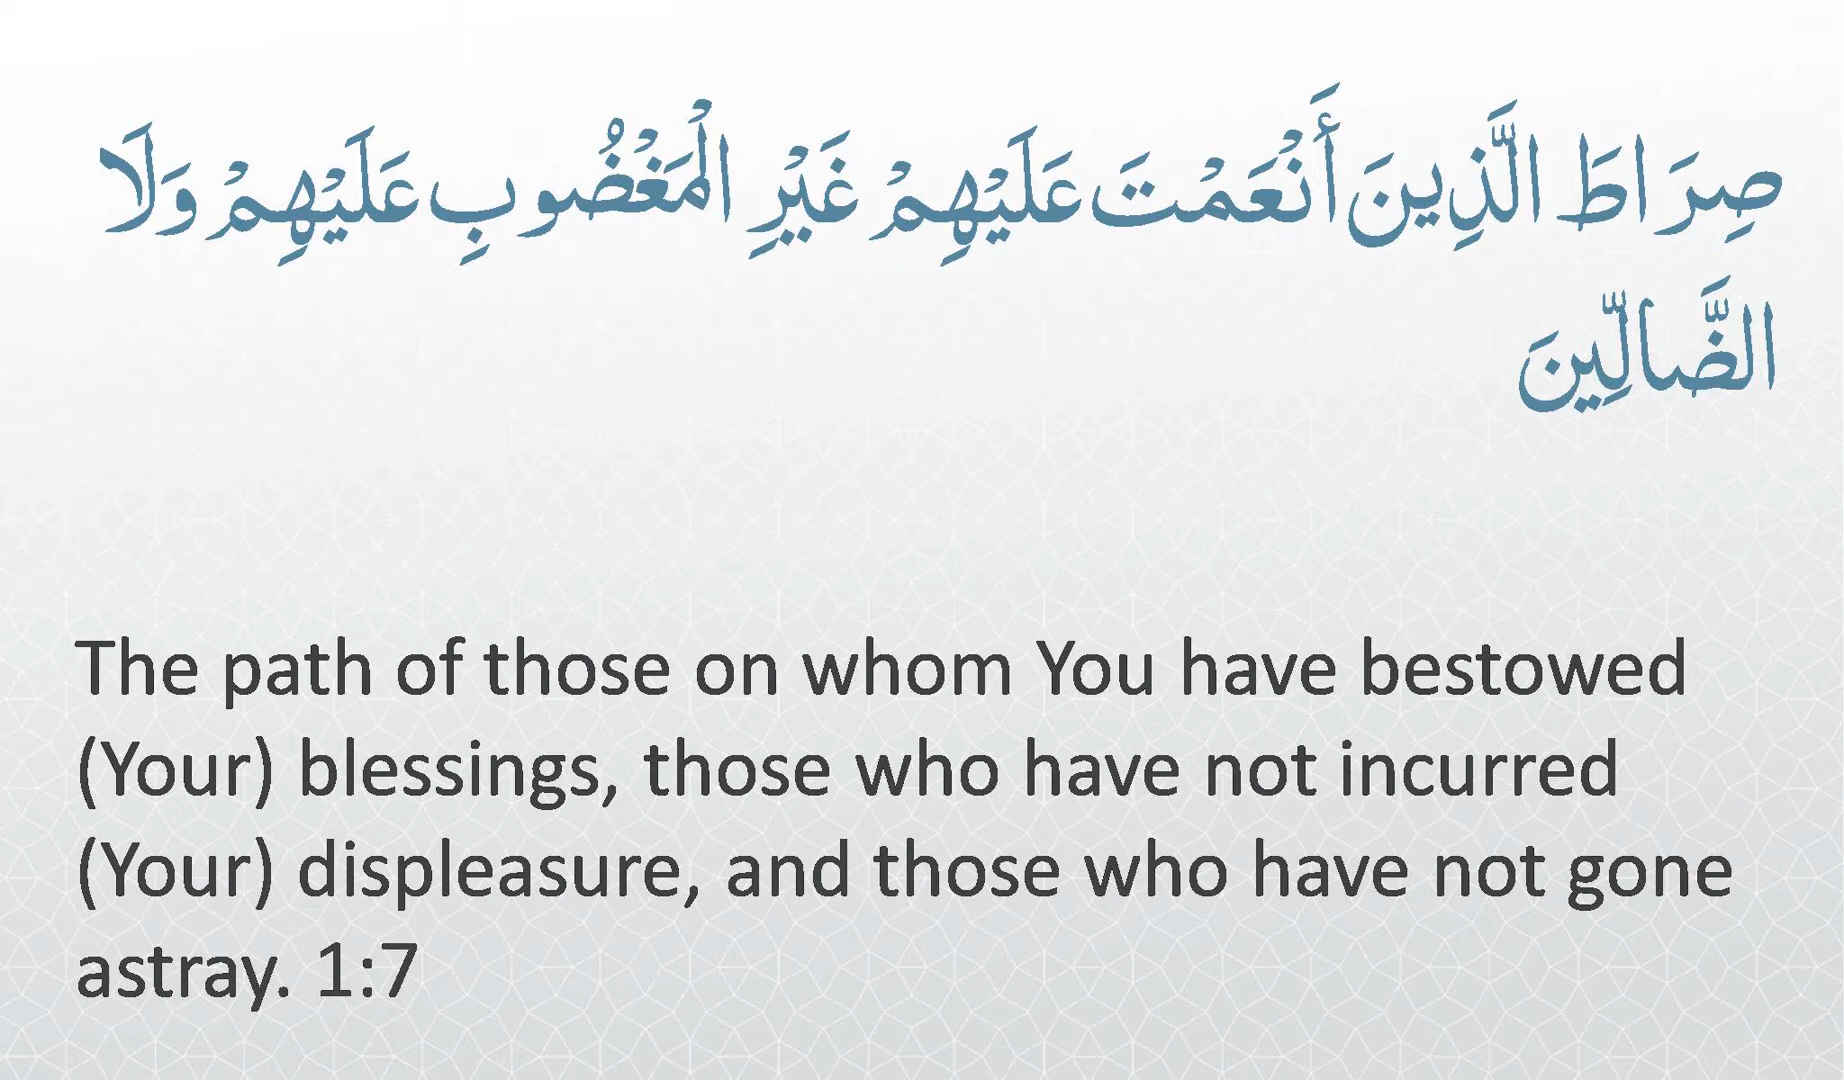 صِرَاطَ الَّذِينَ أَنْعَمْتَ عَلَيْهِمْ غَيْرِ الْمَغْضُوبِ عَلَيْهِمْ وَلَا
الضَّالِّينَ
The path of those on whom You have bestowed
(Your) blessings, those who have not incurred
(Your) displeasure, and those who have not gone
astray. 1:7